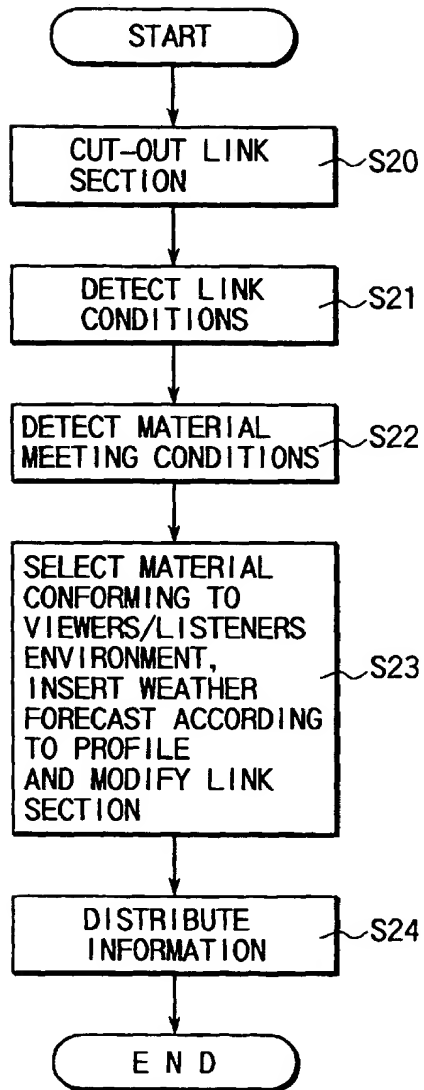 START
CUT-OUT LINK
SECTION
S20
DETECT LINK
CONDITIONS
S21
DETECT MATERIAL
MEETING CONDITIONS
S22
SELECT MATERIAL
CONFORMING TO
VIEWERS/LISTENERS
ENVIRONMENT,
INSERT WEATHER
FORECAST ACCORDING
TO PROFILE
AND MODIFY LINK
SECTION
S23
DISTRIBUTE
INFORMATION
S24
END